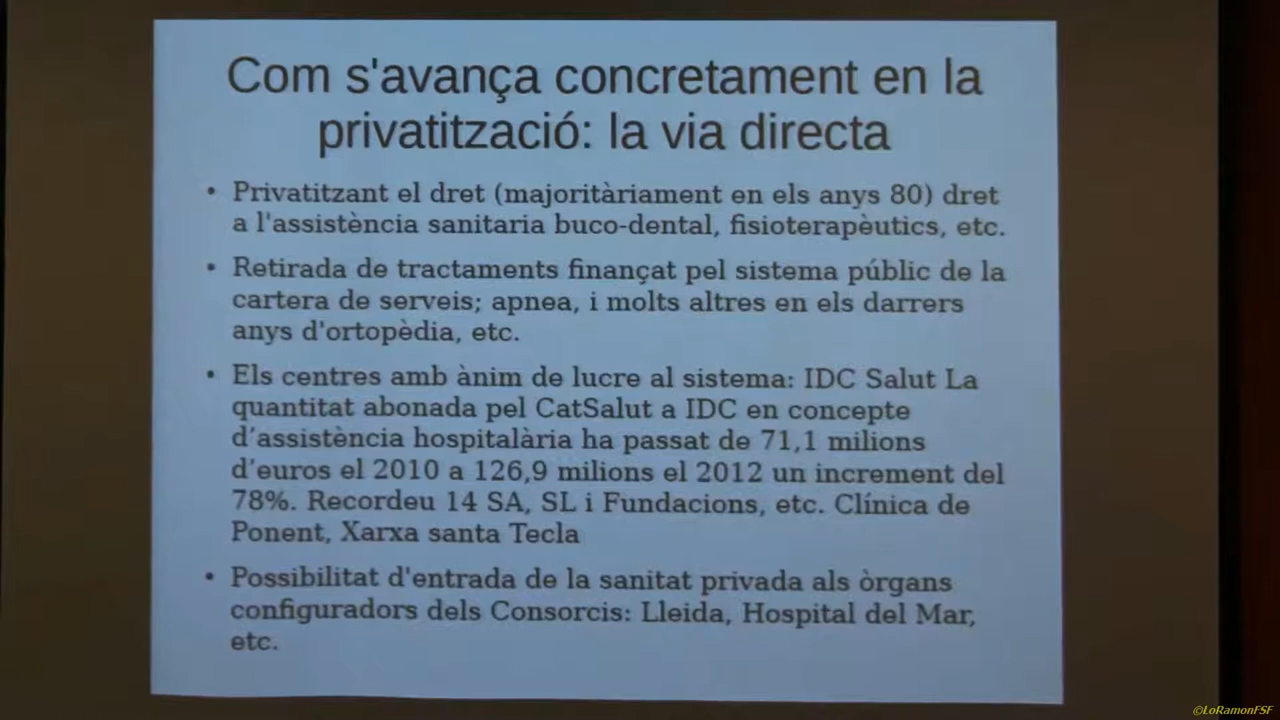 Com s'avança concretament en la
privatització: la via directa
• Privatitzant el dret (majoritàriament en els anys 80) dret
a l'assistència sanitaria buco-dental, fisioterapèutics, etc.
• Retirada de tractaments finançat pel sistema públic de la
cartera de serveis; apnea, i molts altres en els darrers
anys d'ortopèdia, etc.
• Els centres amb ànim de lucre al sistema: IDC Salut La
quantitat abonada pel CatSalut a IDC en concepte
d’assistència hospitalària ha passat de 71,1 milions
d’euros el 2010 a 126,9 milions el 2012 un increment del
78%. Recordeu 14 SA, SL i Fundacions, etc. Clínica de
Ponent, Xarxa santa Tecla
• Possibilitat d'entrada de la sanitat privada als òrgans
configuradors dels Consorcis: Lleida, Hospital del Mar,
etc.
©LoRamonFSF